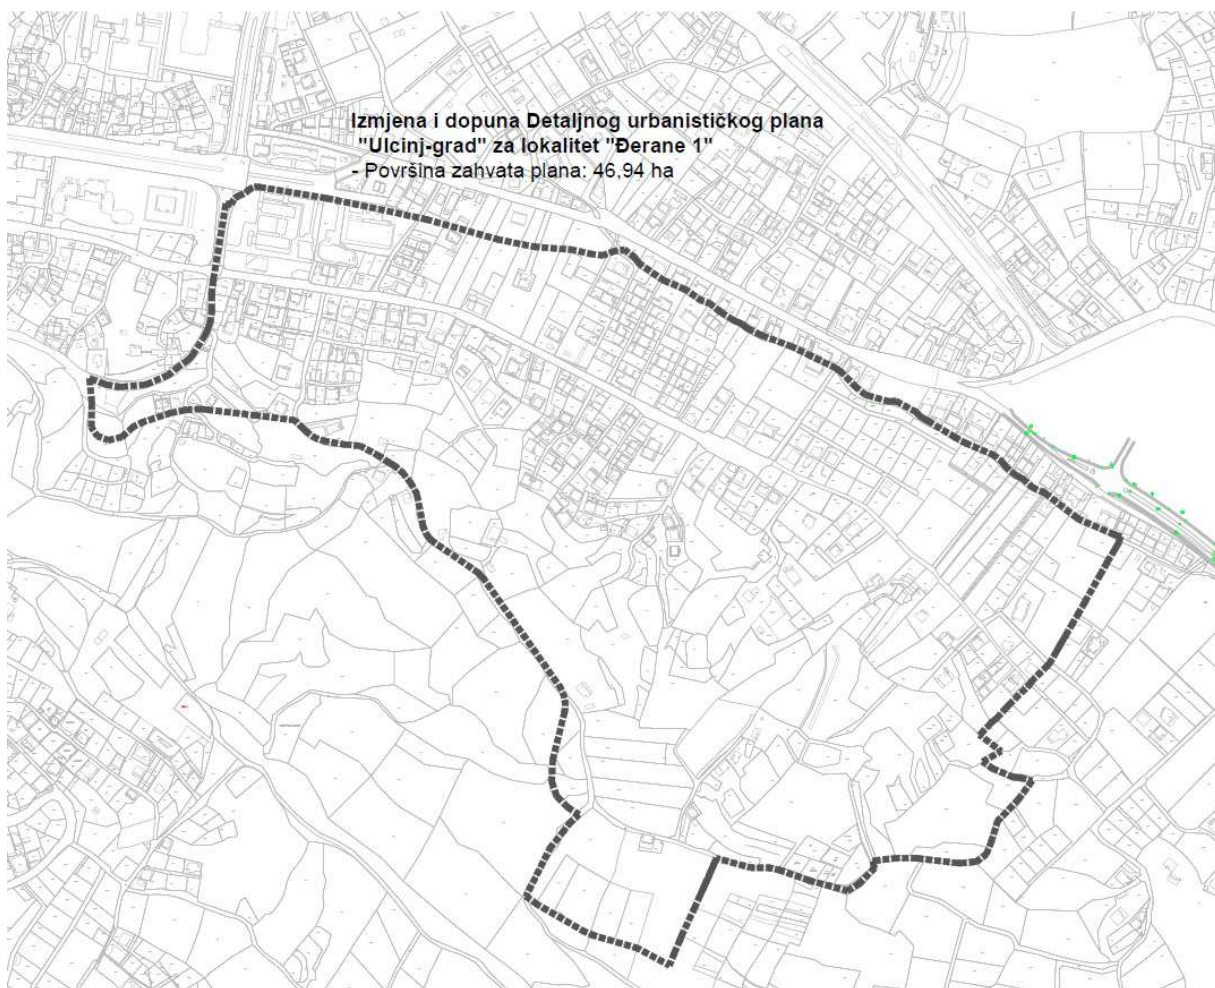 Izmjena i dopuna Detaljnog urbanističkog plana
"Ulcinj-grad" za lokalitet "Đerane 1"
- Površina zahvata plana: 46,94 ha